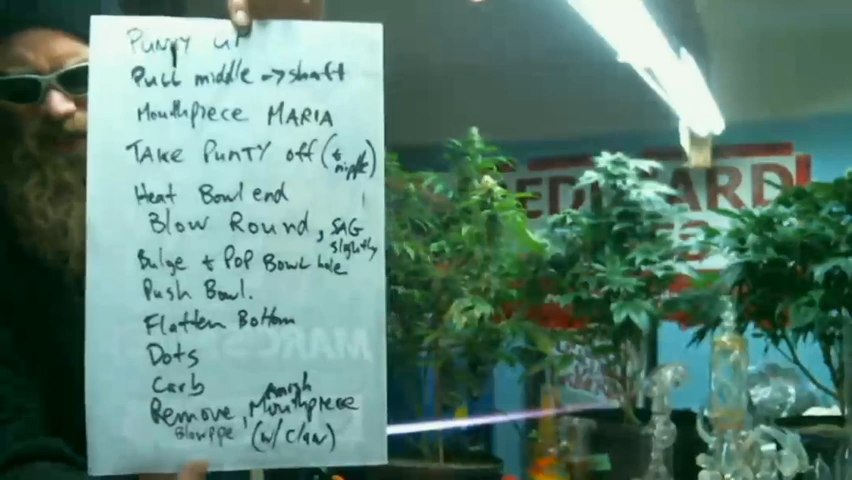 PUNTY UP
PULL middle → shaft
Mouthpiece MARIA
TAKE PUNTY off (+ nipple)
Heat Bowl end
Blow Round, SAG slightly
Bulge + POP Bowl hole
Push Bowl.
Flatten Bottom
Dots
Carb
Remove, finish Mouthpiece
Blowpipe (w/ claw)